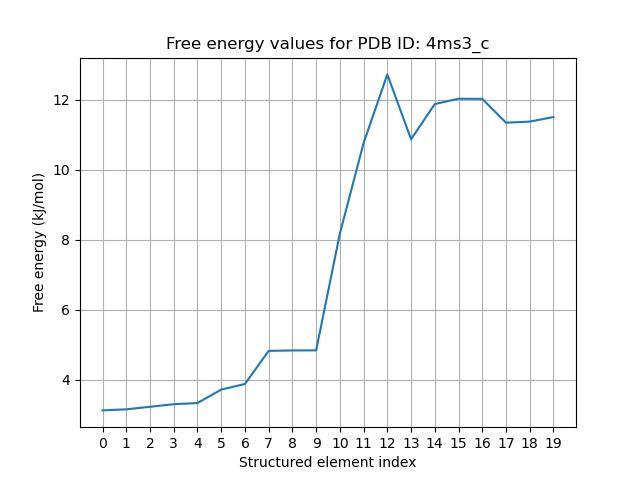 Free energy values for PDB ID: 4ms3_c
Free energy (kJ/mol)
12
10
8
6
4
0 1 2 3 4 5 6 7 8 9 10 11 12 13 14 15 16 17 18 19
Structured element index